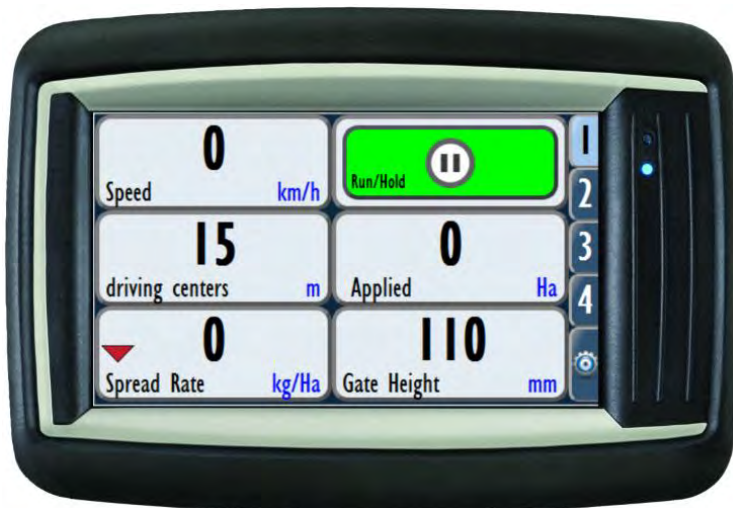 0
Speed km/h
Run/Hold
1
2
15
driving centers m
0
Applied Ha
3
4
0
Spread Rate kg/Ha
110
Gate Height mm